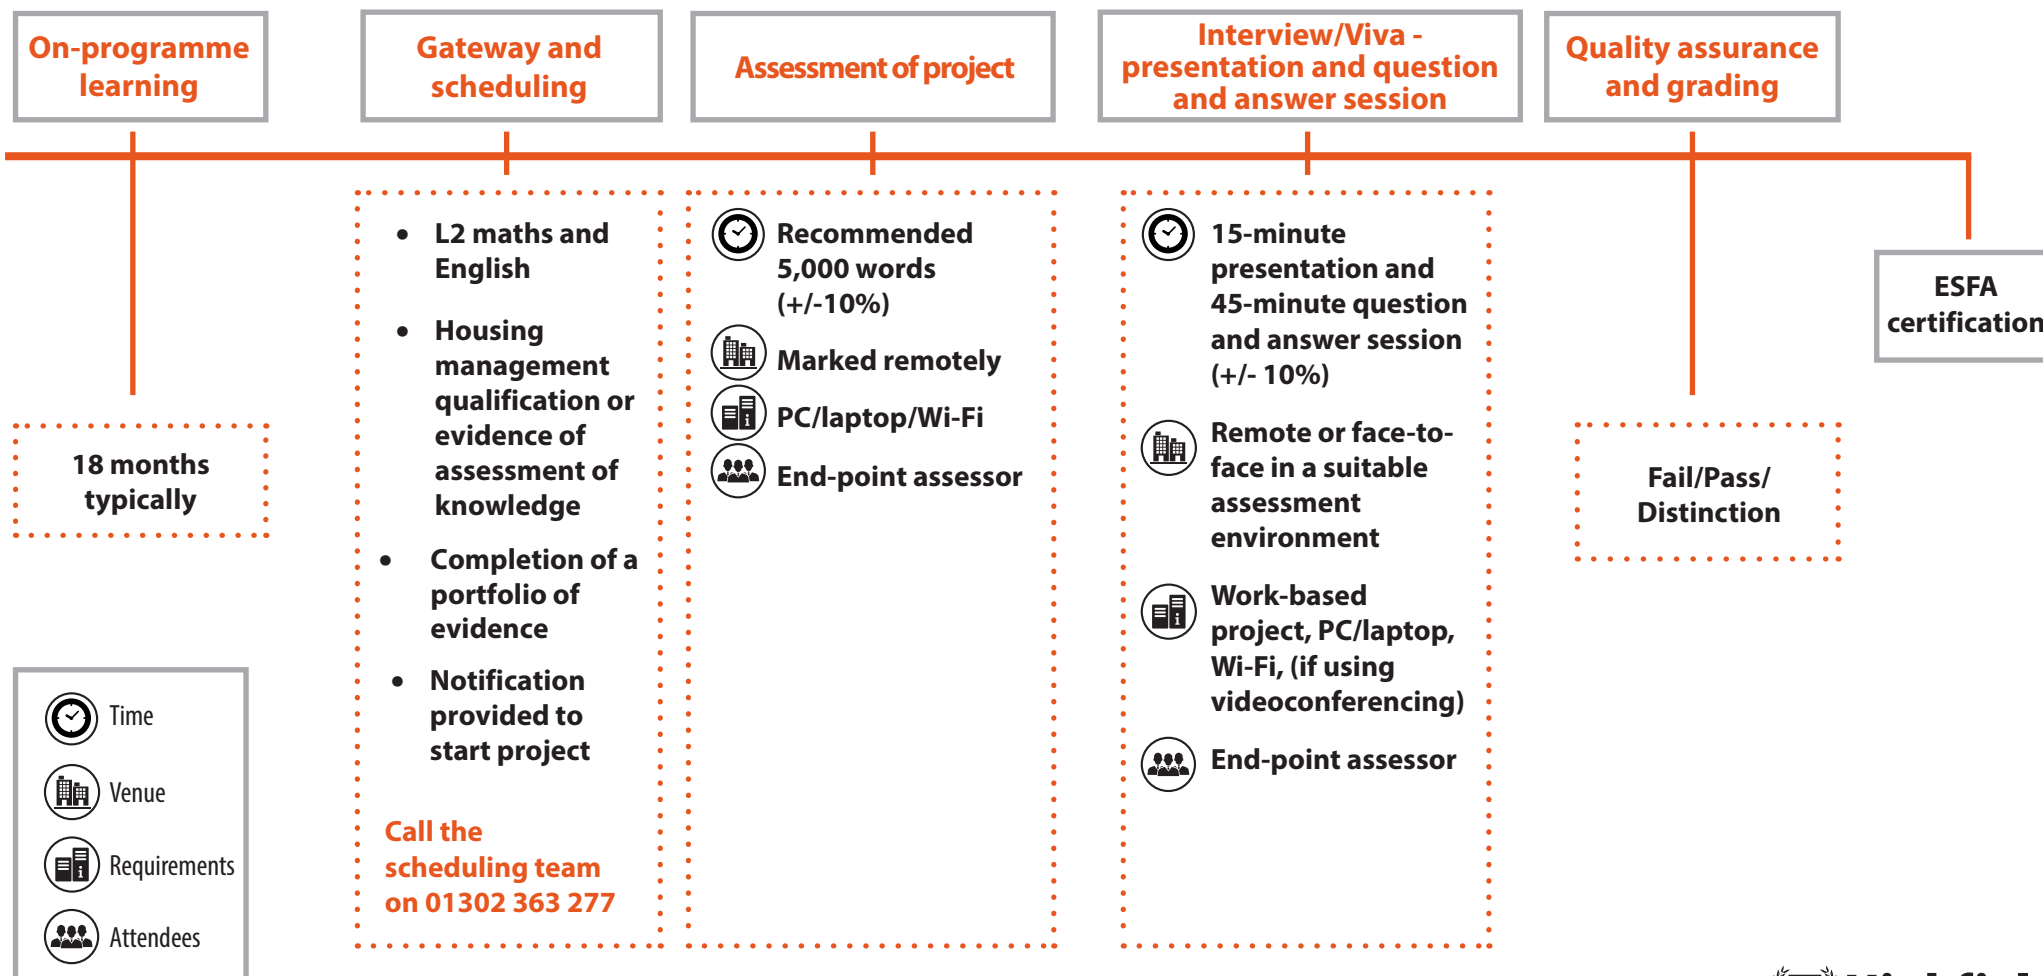 On-programme
learning
Gateway and
scheduling
Assessment of project
Interview/Viva -
presentation and question
and answer session
Quality assurance
and grading
18 months
typically
• L2 maths and
English
• Housing
management
qualification or
evidence of
assessment of
knowledge
• Completion of a
portfolio of
evidence
• Notification
provided to
start project
Call the
scheduling team
on 01302 363 277
Recommended
5,000 words
(+/-10%)
Marked remotely
PC/laptop/Wi-Fi
End-point assessor
15-minute
presentation and
45-minute question
and answer session
(+/- 10%)
Remote or face-to-
face in a suitable
assessment
environment
Work-based
project, PC/laptop,
Wi-Fi, (if using
videoconferencing)
End-point assessor
Fail/Pass/
Distinction
ESFA
certification
Time
Venue
Requirements
Attendees